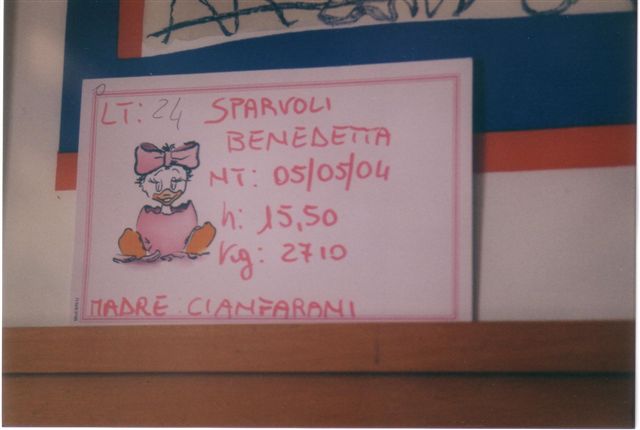 LT: 24 SPARVOLI
BENEDETTA
NT: 05/05/04
h: 15,50
Kg: 2710
MADRE: CIANFARANI